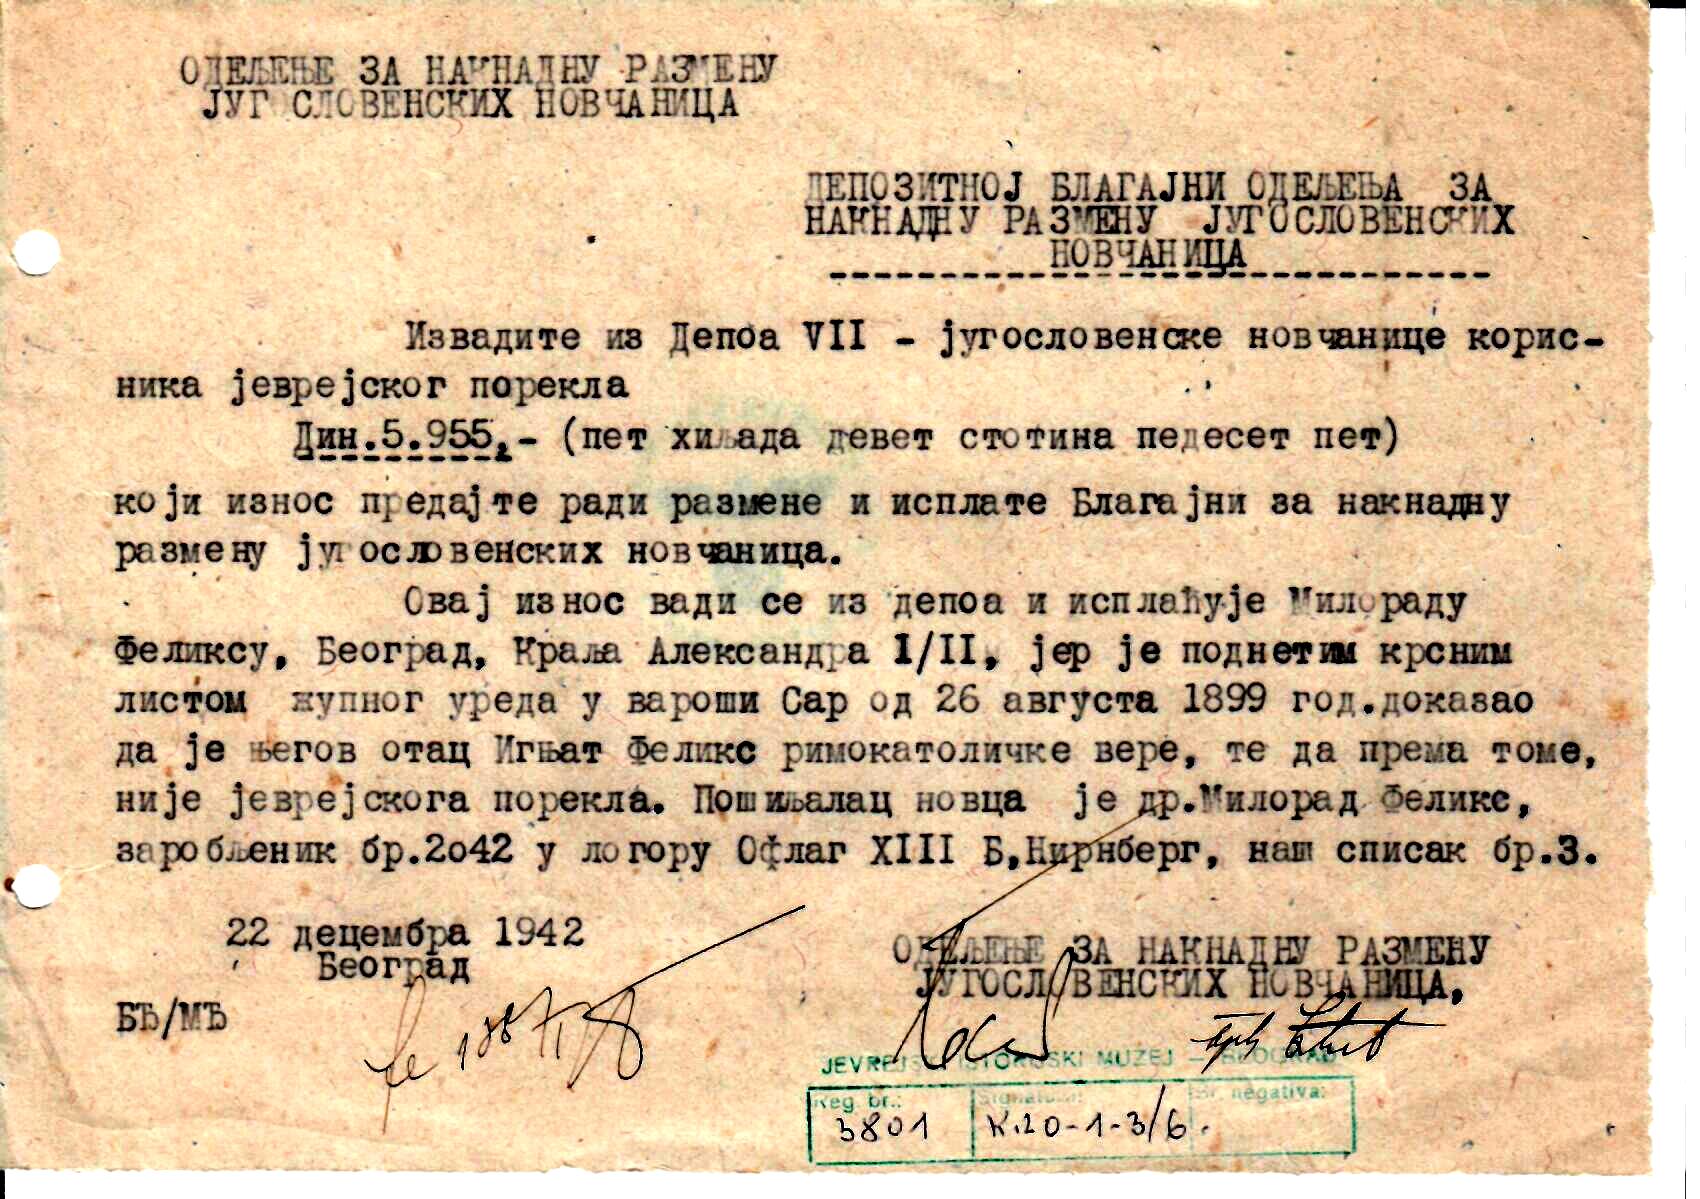 ОДЕЉЕЊЕ ЗА НАКНАДНУ РАЗМЕНУ
ЈУГ СЛОВЕНСКИХ НОВЧАНИЦА
ДЕПОЗИТНОЈ БЛАГАЈНИ ОДЕЉЕЊА ЗА
НАКНАДНУ РАЗМЕНУ ЈУГОСЛОВЕНСКИХ
НОВЧАНИЦА
Извадите из Депоа VII - југословенске новчанице корис-
ника јеврејског порекла
Дин.5.955,- (пет хиљада девет стотина педесет пет)
који износ предајте ради размене и исплате Благајни за накнадну
размену југословенских новчаница.
Овај износ вади се из депоа и исплаћује Милораду
Феликсу, Београд, Краља Александра I/II, јер је поднетим крсним
листом жупног уреда у вароши Сар од 26 августа 1899 год.доказао
да је његов отац Игњат Феликс римокатоличке вере, те да према томе,
није јеврејскога порекла. Пошиљалац новца је др.Милорад Феликс,
заробљеник бр.2о42 у логору Офлаг XIII Б,Нирнберг, наш списак бр.3.
22 децембра 1942
Београд
БЂ/МЂ
ОДЕЉЕЊЕ ЗА НАКНАДНУ РАЗМЕНУ
ЈУГОСЛОВЕНСКИХ НОВЧАНИЦА,
JEVREJSKI ISTORIJSKI MUZEJ — BEOGRAD
Reg. br.: Signatura: Br. negativa:
3801 K.20-1-3/6.